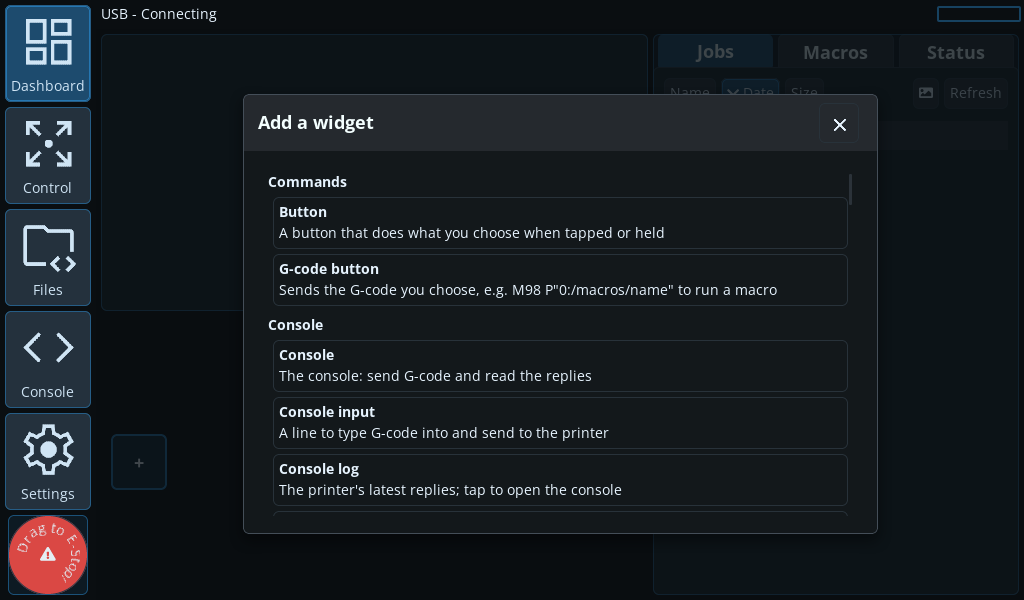 USB - Connecting
Dashboard
Control
Files
Console
Settings
Drag to E-Stop!
Jobs
Macros
Status
Name
Date
Size
Refresh
Add a widget
Commands
Button
A button that does what you choose when tapped or held
G-code button
Sends the G-code you choose, e.g. M98 P"0:/macros/name" to run a macro
Console
Console
The console: send G-code and read the replies
Console input
A line to type G-code into and send to the printer
Console log
The printer's latest replies; tap to open the console
+